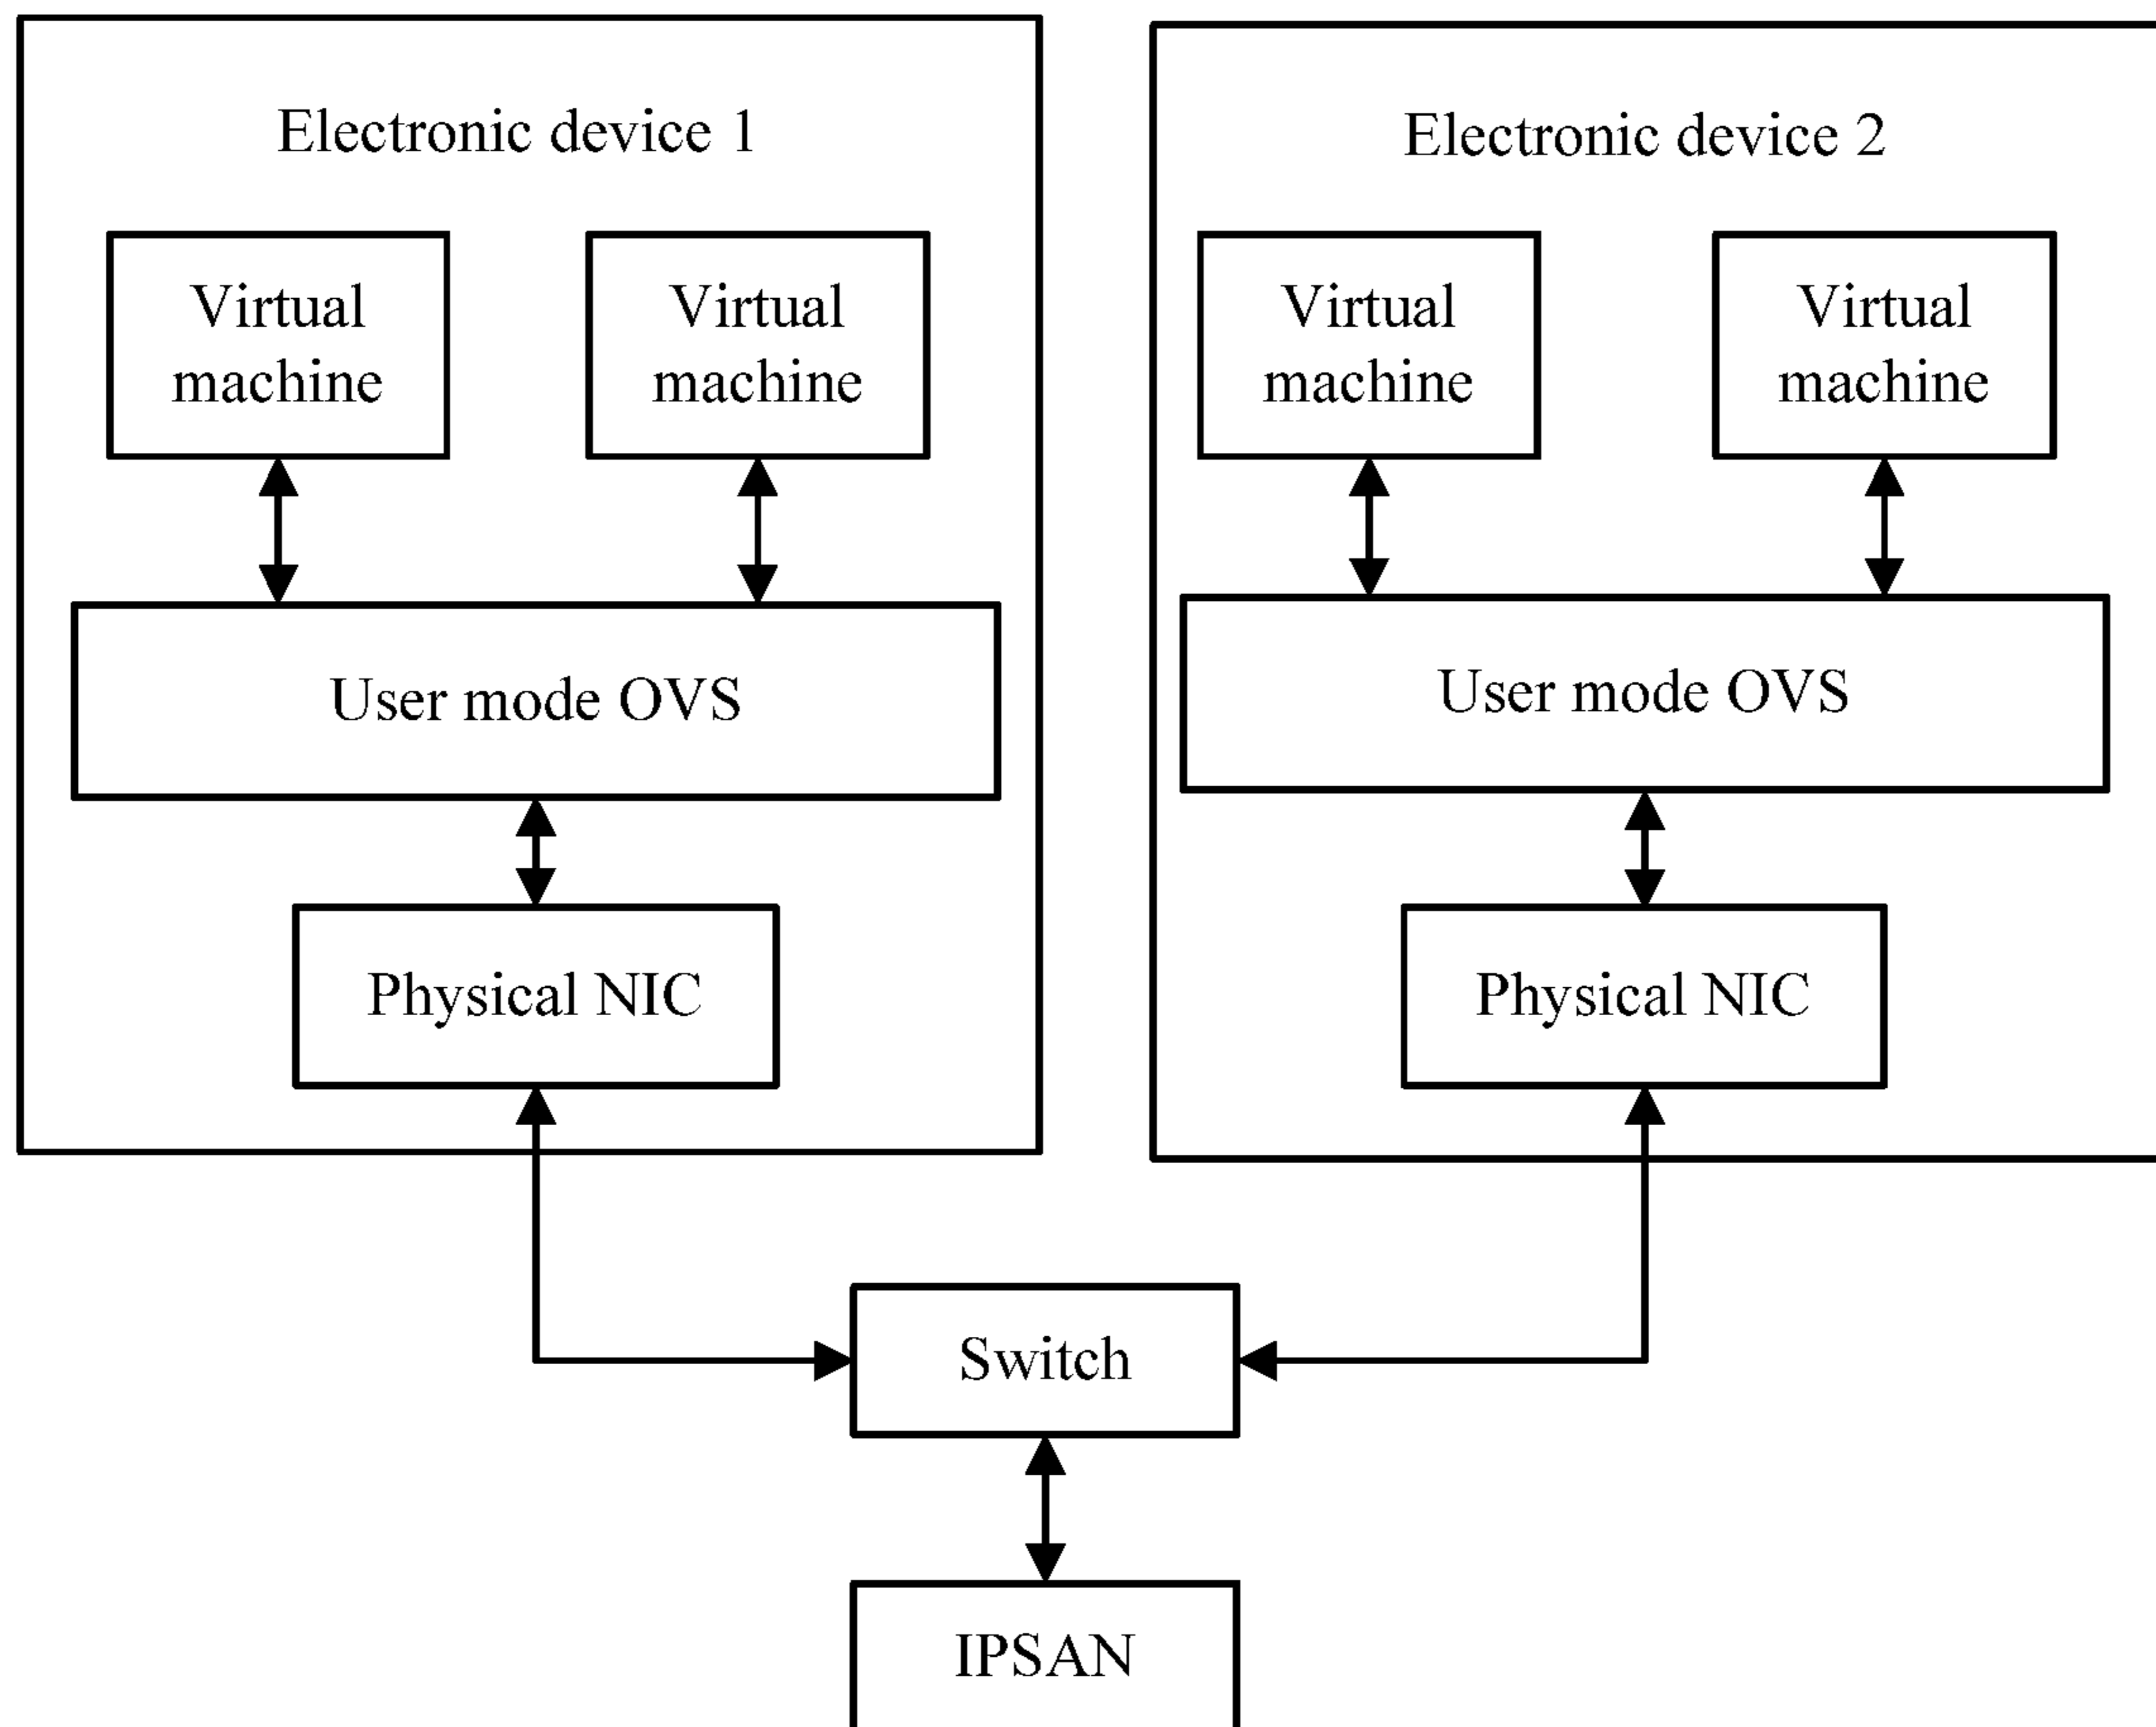 Electronic device 1
Virtual
machine
Virtual
machine
User mode OVS
Physical NIC
Electronic device 2
Virtual
machine
Virtual
machine
User mode OVS
Physical NIC
Switch
IPSAN